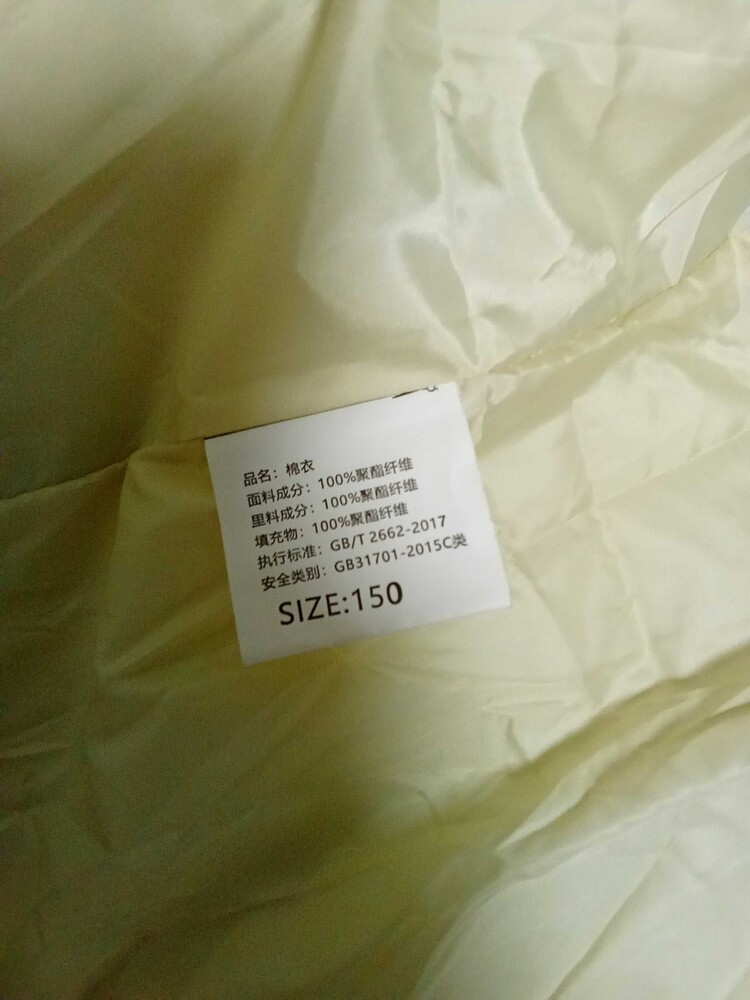 品名：棉衣
面料成分：100%聚酯纤维
里料成分：100%聚酯纤维
填充物：100%聚酯纤维
执行标准：GB/T 2662-2017
安全类别：GB31701-2015C类
SIZE:150